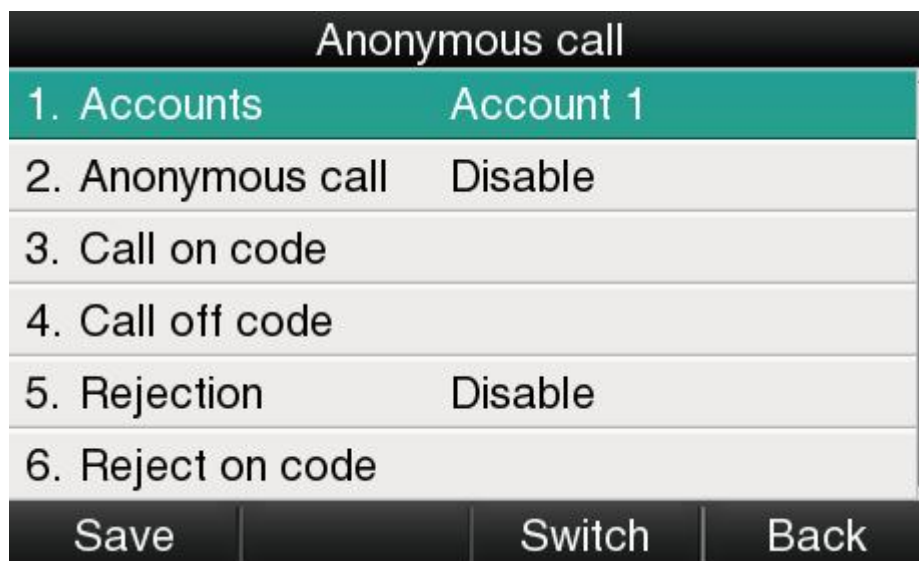 Anonymous call
1. Accounts Account 1
2. Anonymous call Disable
3. Call on code
4. Call off code
5. Rejection Disable
6. Reject on code
Save Switch Back